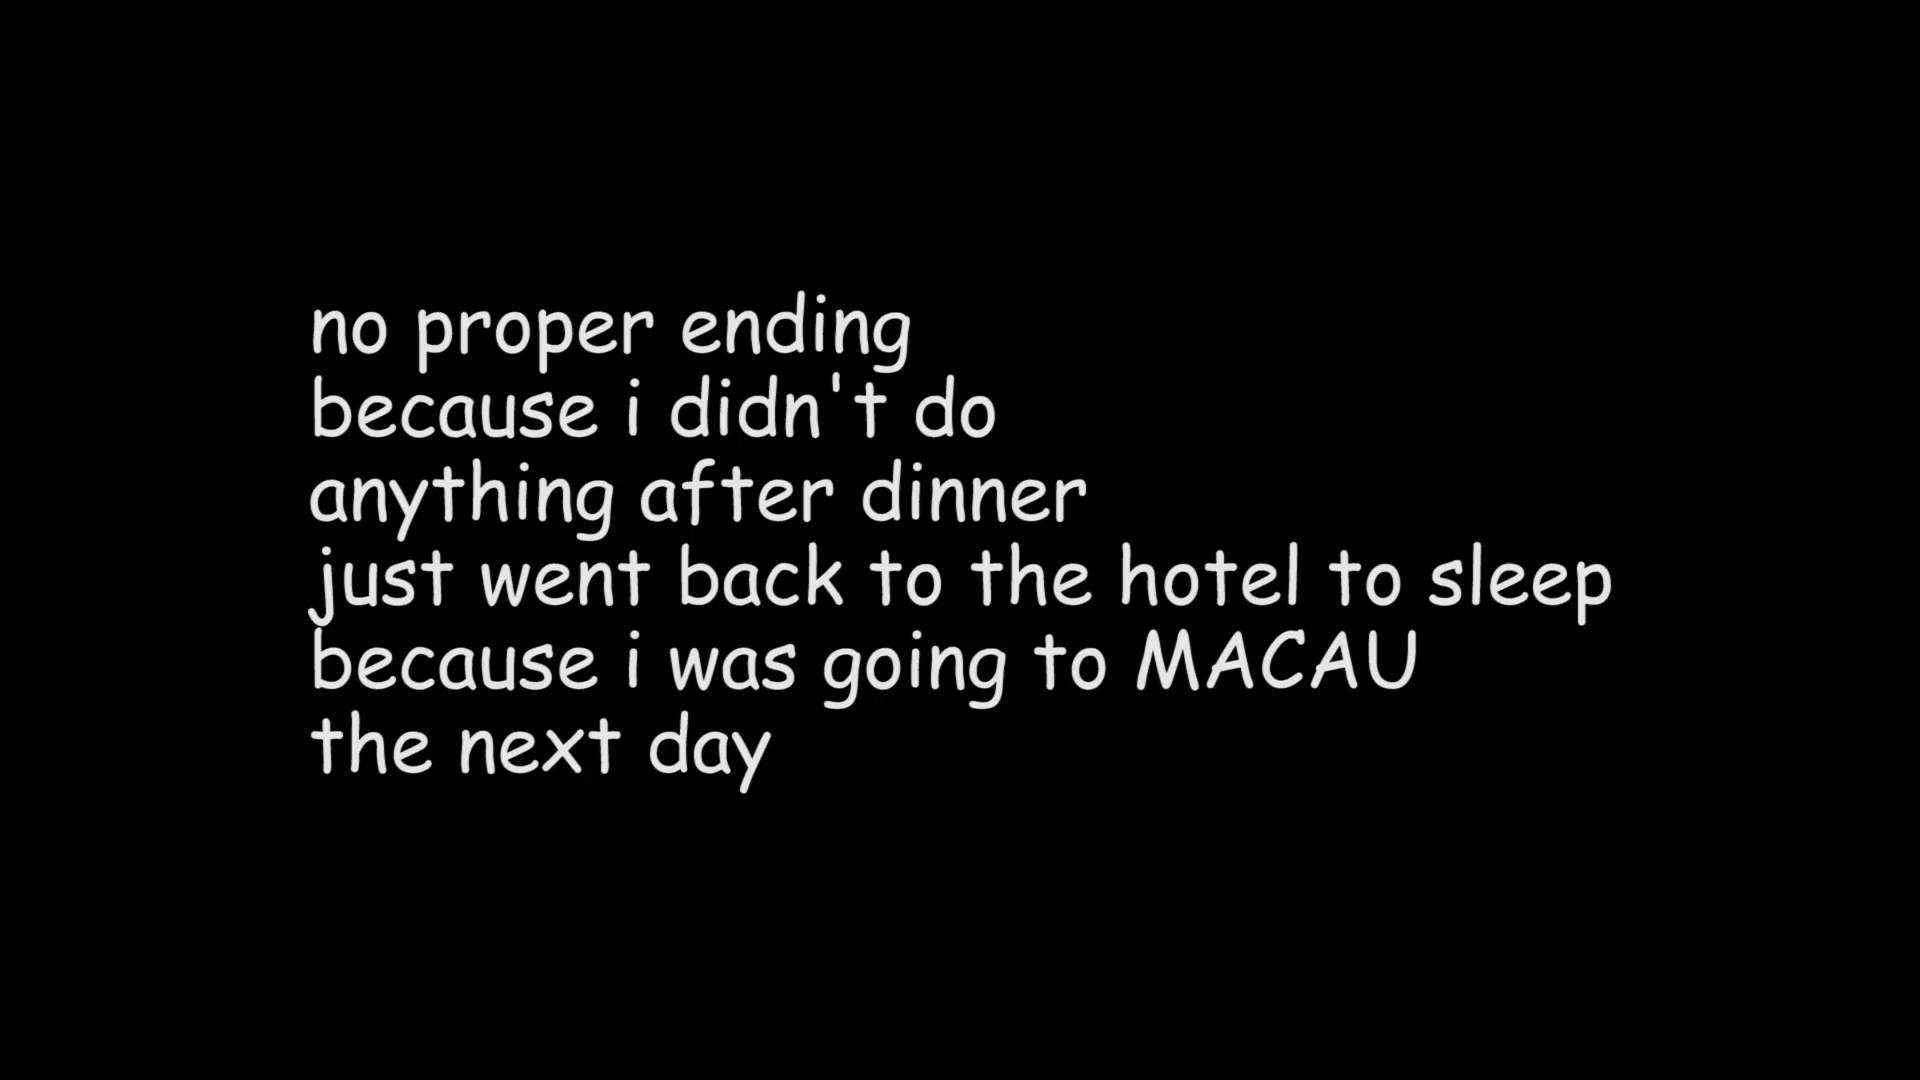 no proper ending
because i didn't do
anything after dinner
just went back to the hotel to sleep
because i was going to MACAU
the next day